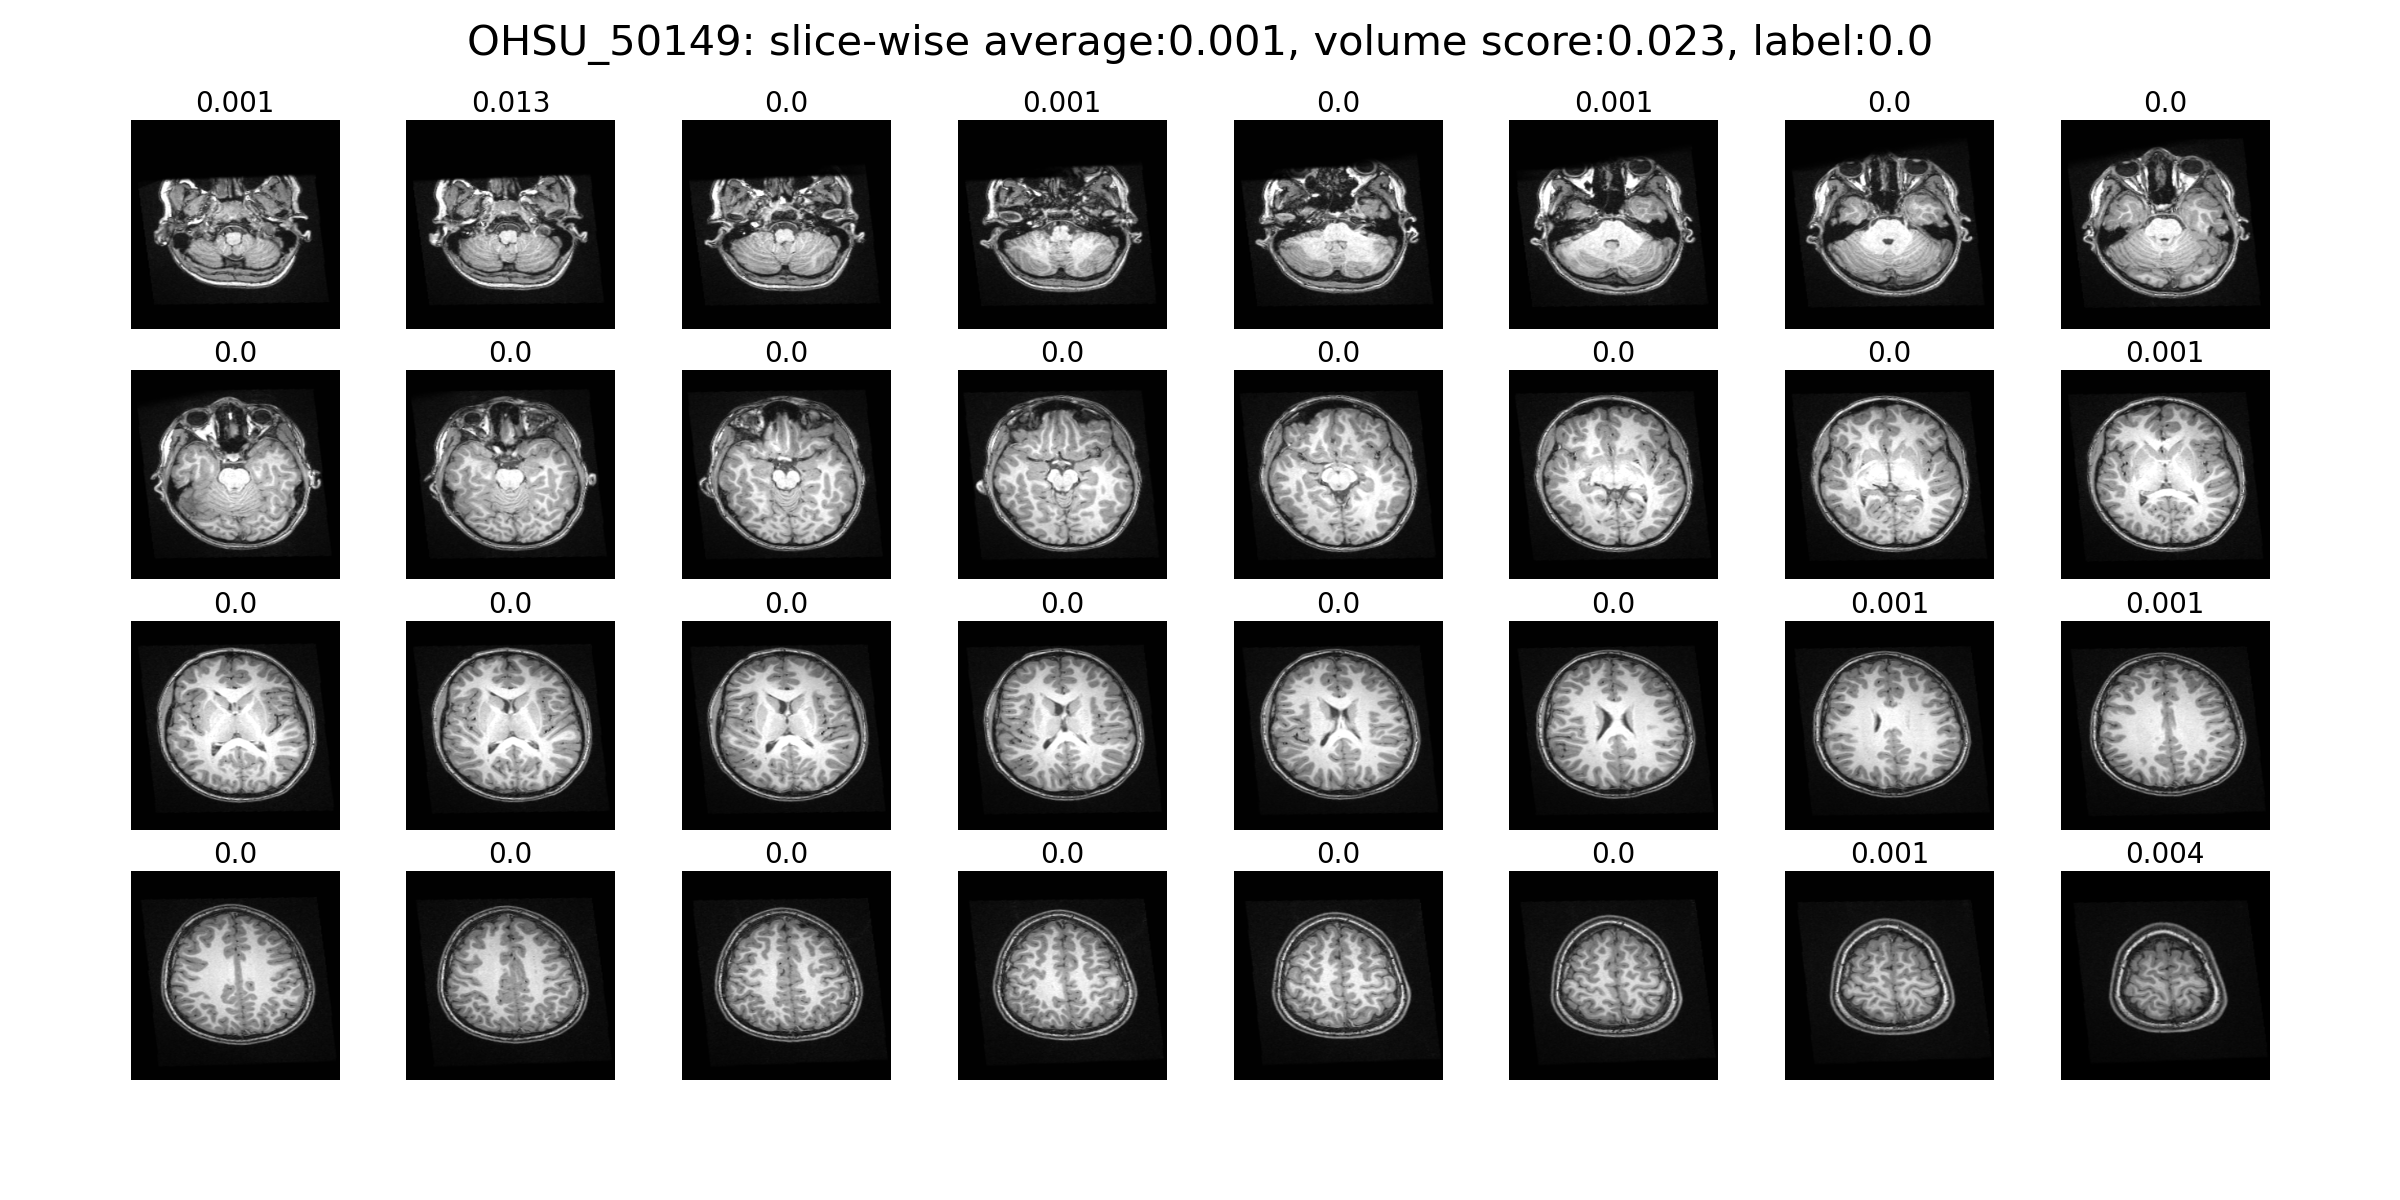 OHSU_50149: slice-wise average:0.001, volume score:0.023, label:0.0
0.001 0.013 0.0 0.001 0.0 0.001 0.0 0.0
0.0 0.0 0.0 0.0 0.0 0.0 0.0 0.001
0.0 0.0 0.0 0.0 0.0 0.0 0.001 0.001
0.0 0.0 0.0 0.0 0.0 0.0 0.001 0.004